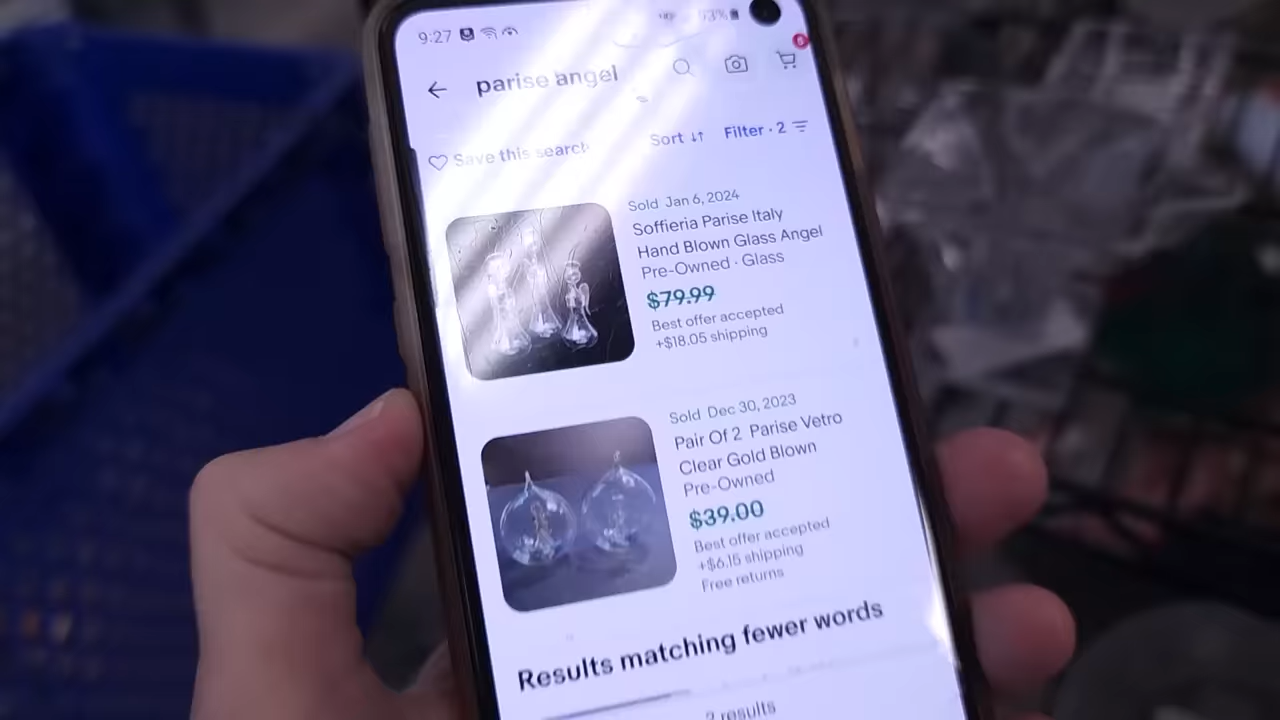 9:27
53%
6
parise angel
Save this search
Sort
Filter · 2
Sold Jan 6, 2024
Soffieria Parise Italy
Hand Blown Glass Angel
Pre-Owned · Glass
$79.99
Best offer accepted
+$18.05 shipping
Sold Dec 30, 2023
Pair Of 2 Parise Vetro
Clear Gold Blown
Pre-Owned
$39.00
Best offer accepted
+$6.15 shipping
Free returns
Results matching fewer words
results